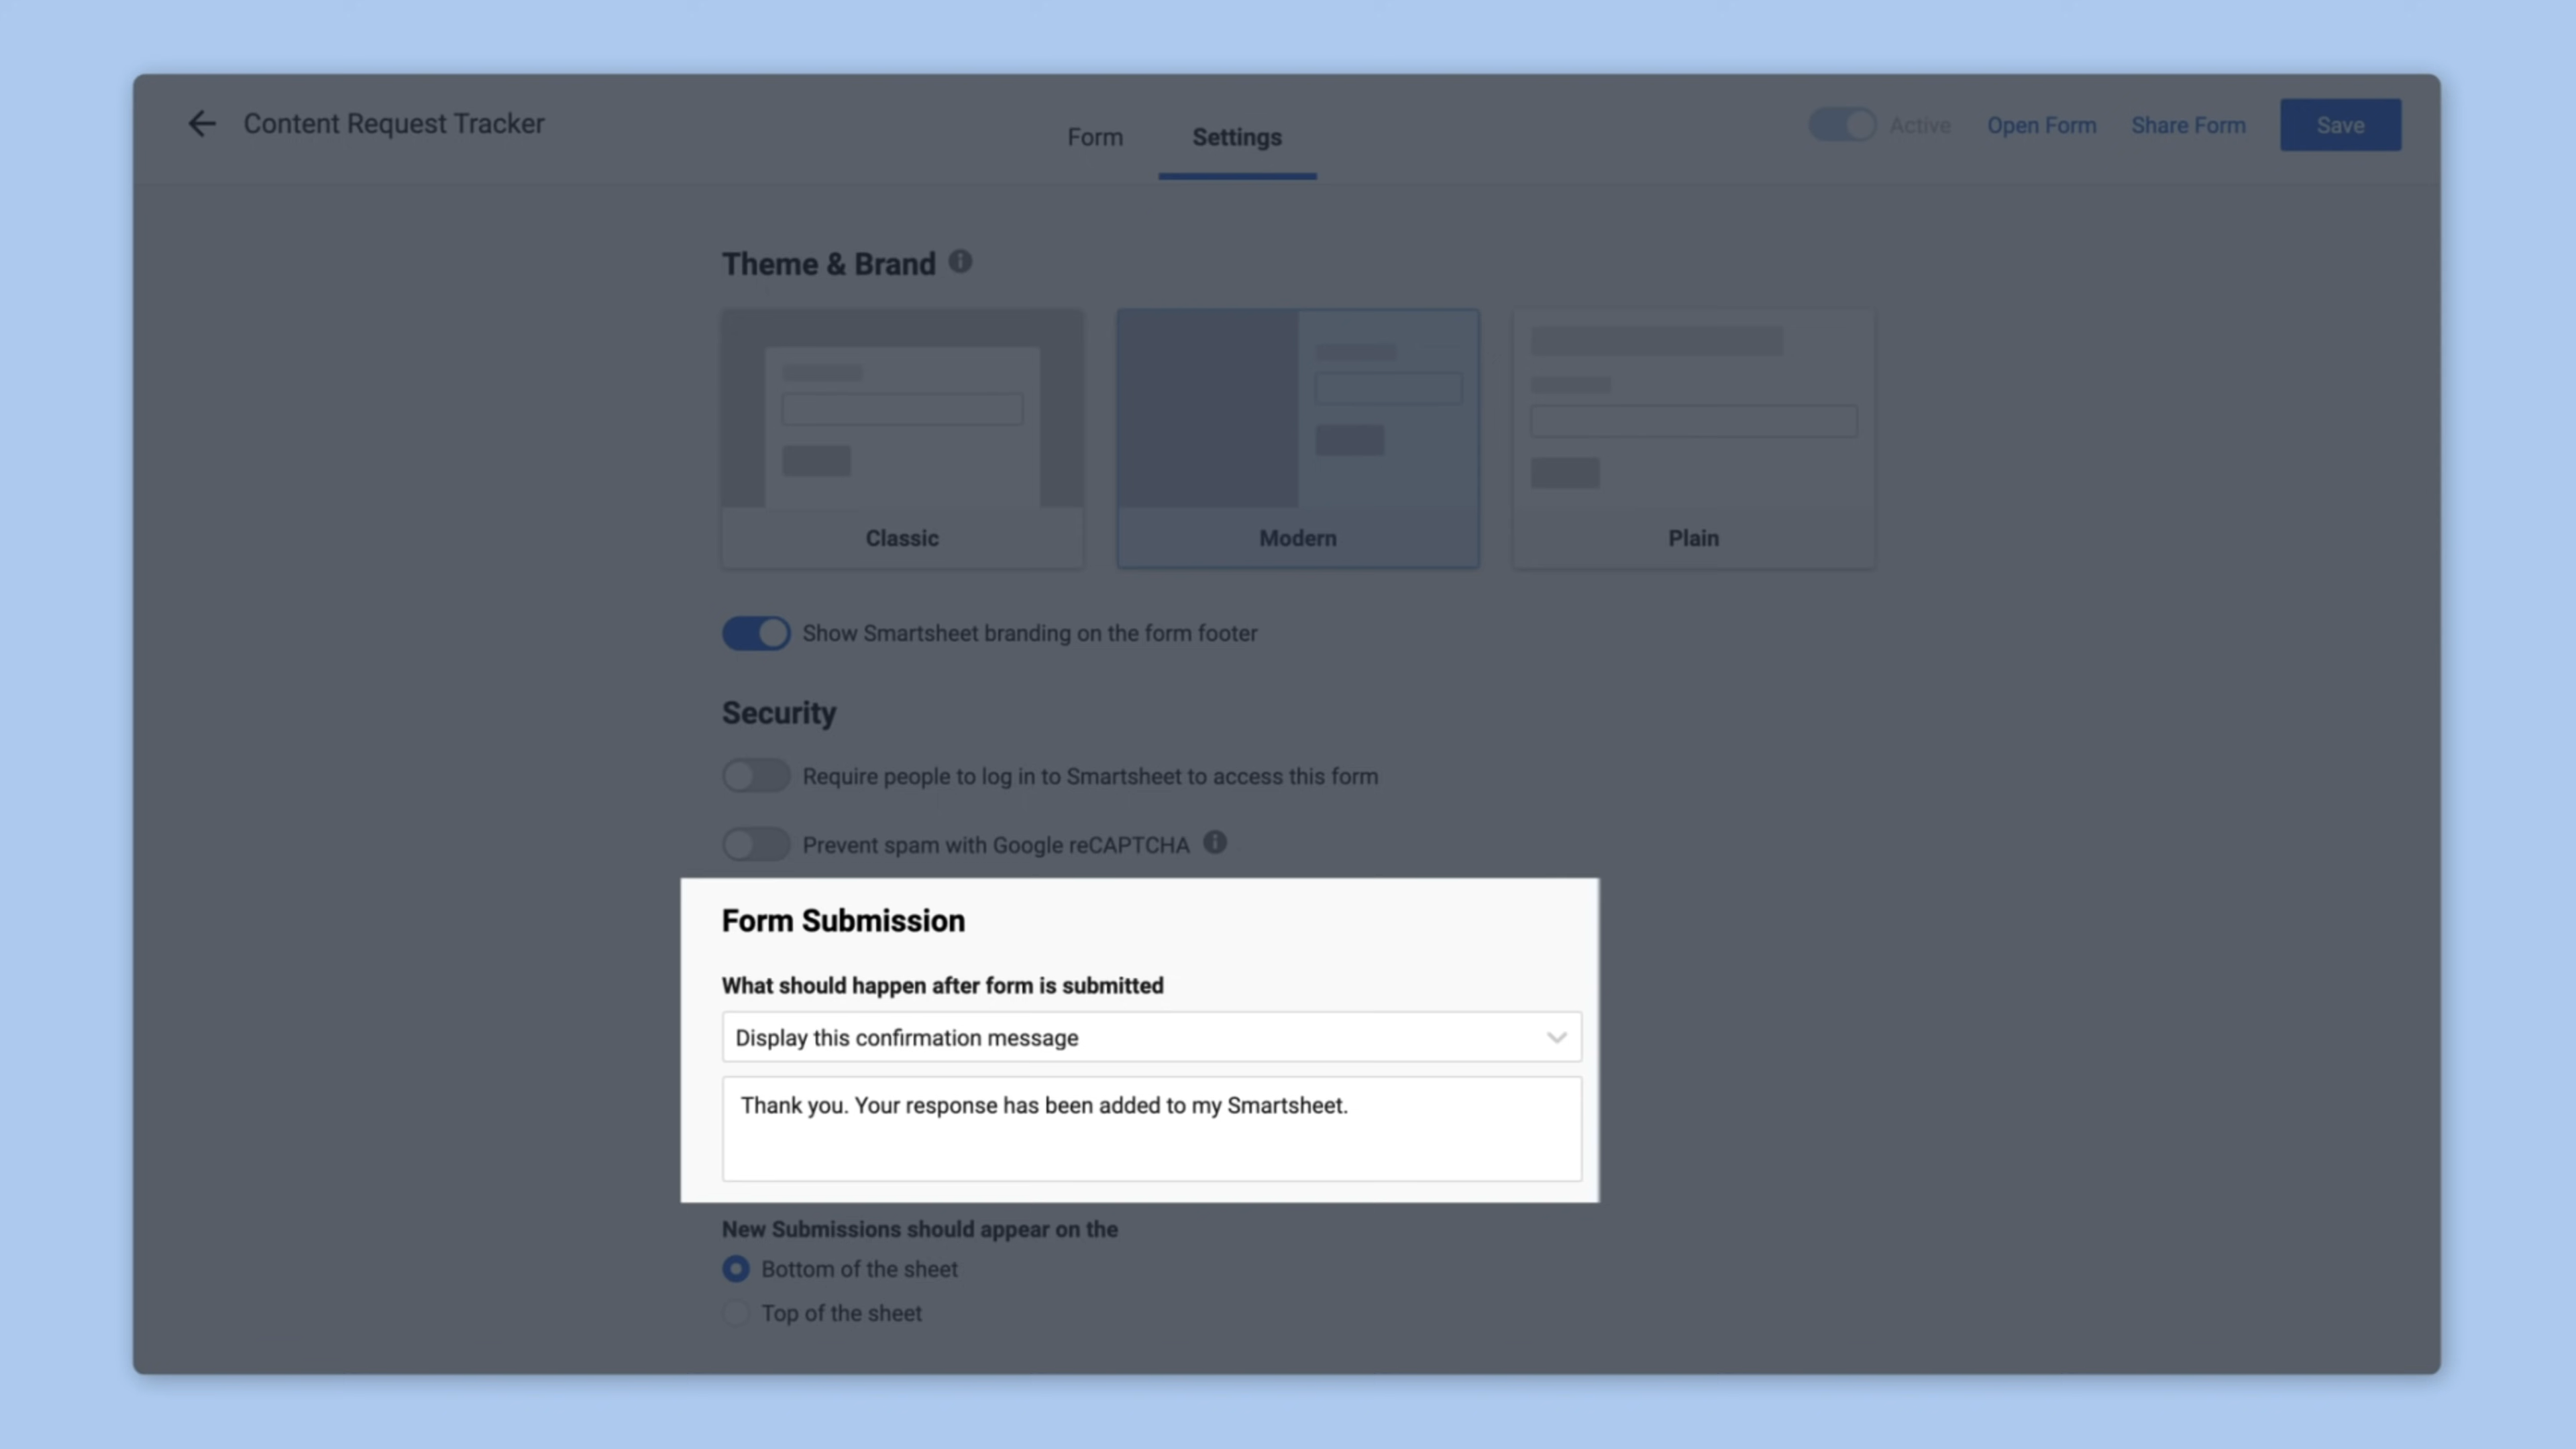 Content Request Tracker
Form
Settings
Active
Open Form
Share Form
Save
Theme & Brand
Classic
Modern
Plain
Show Smartsheet branding on the form footer
Security
Require people to log in to Smartsheet to access this form
Prevent spam with Google reCAPTCHA
Form Submission
What should happen after form is submitted
Display this confirmation message
Thank you. Your response has been added to my Smartsheet.
New Submissions should appear on the
Bottom of the sheet
Top of the sheet